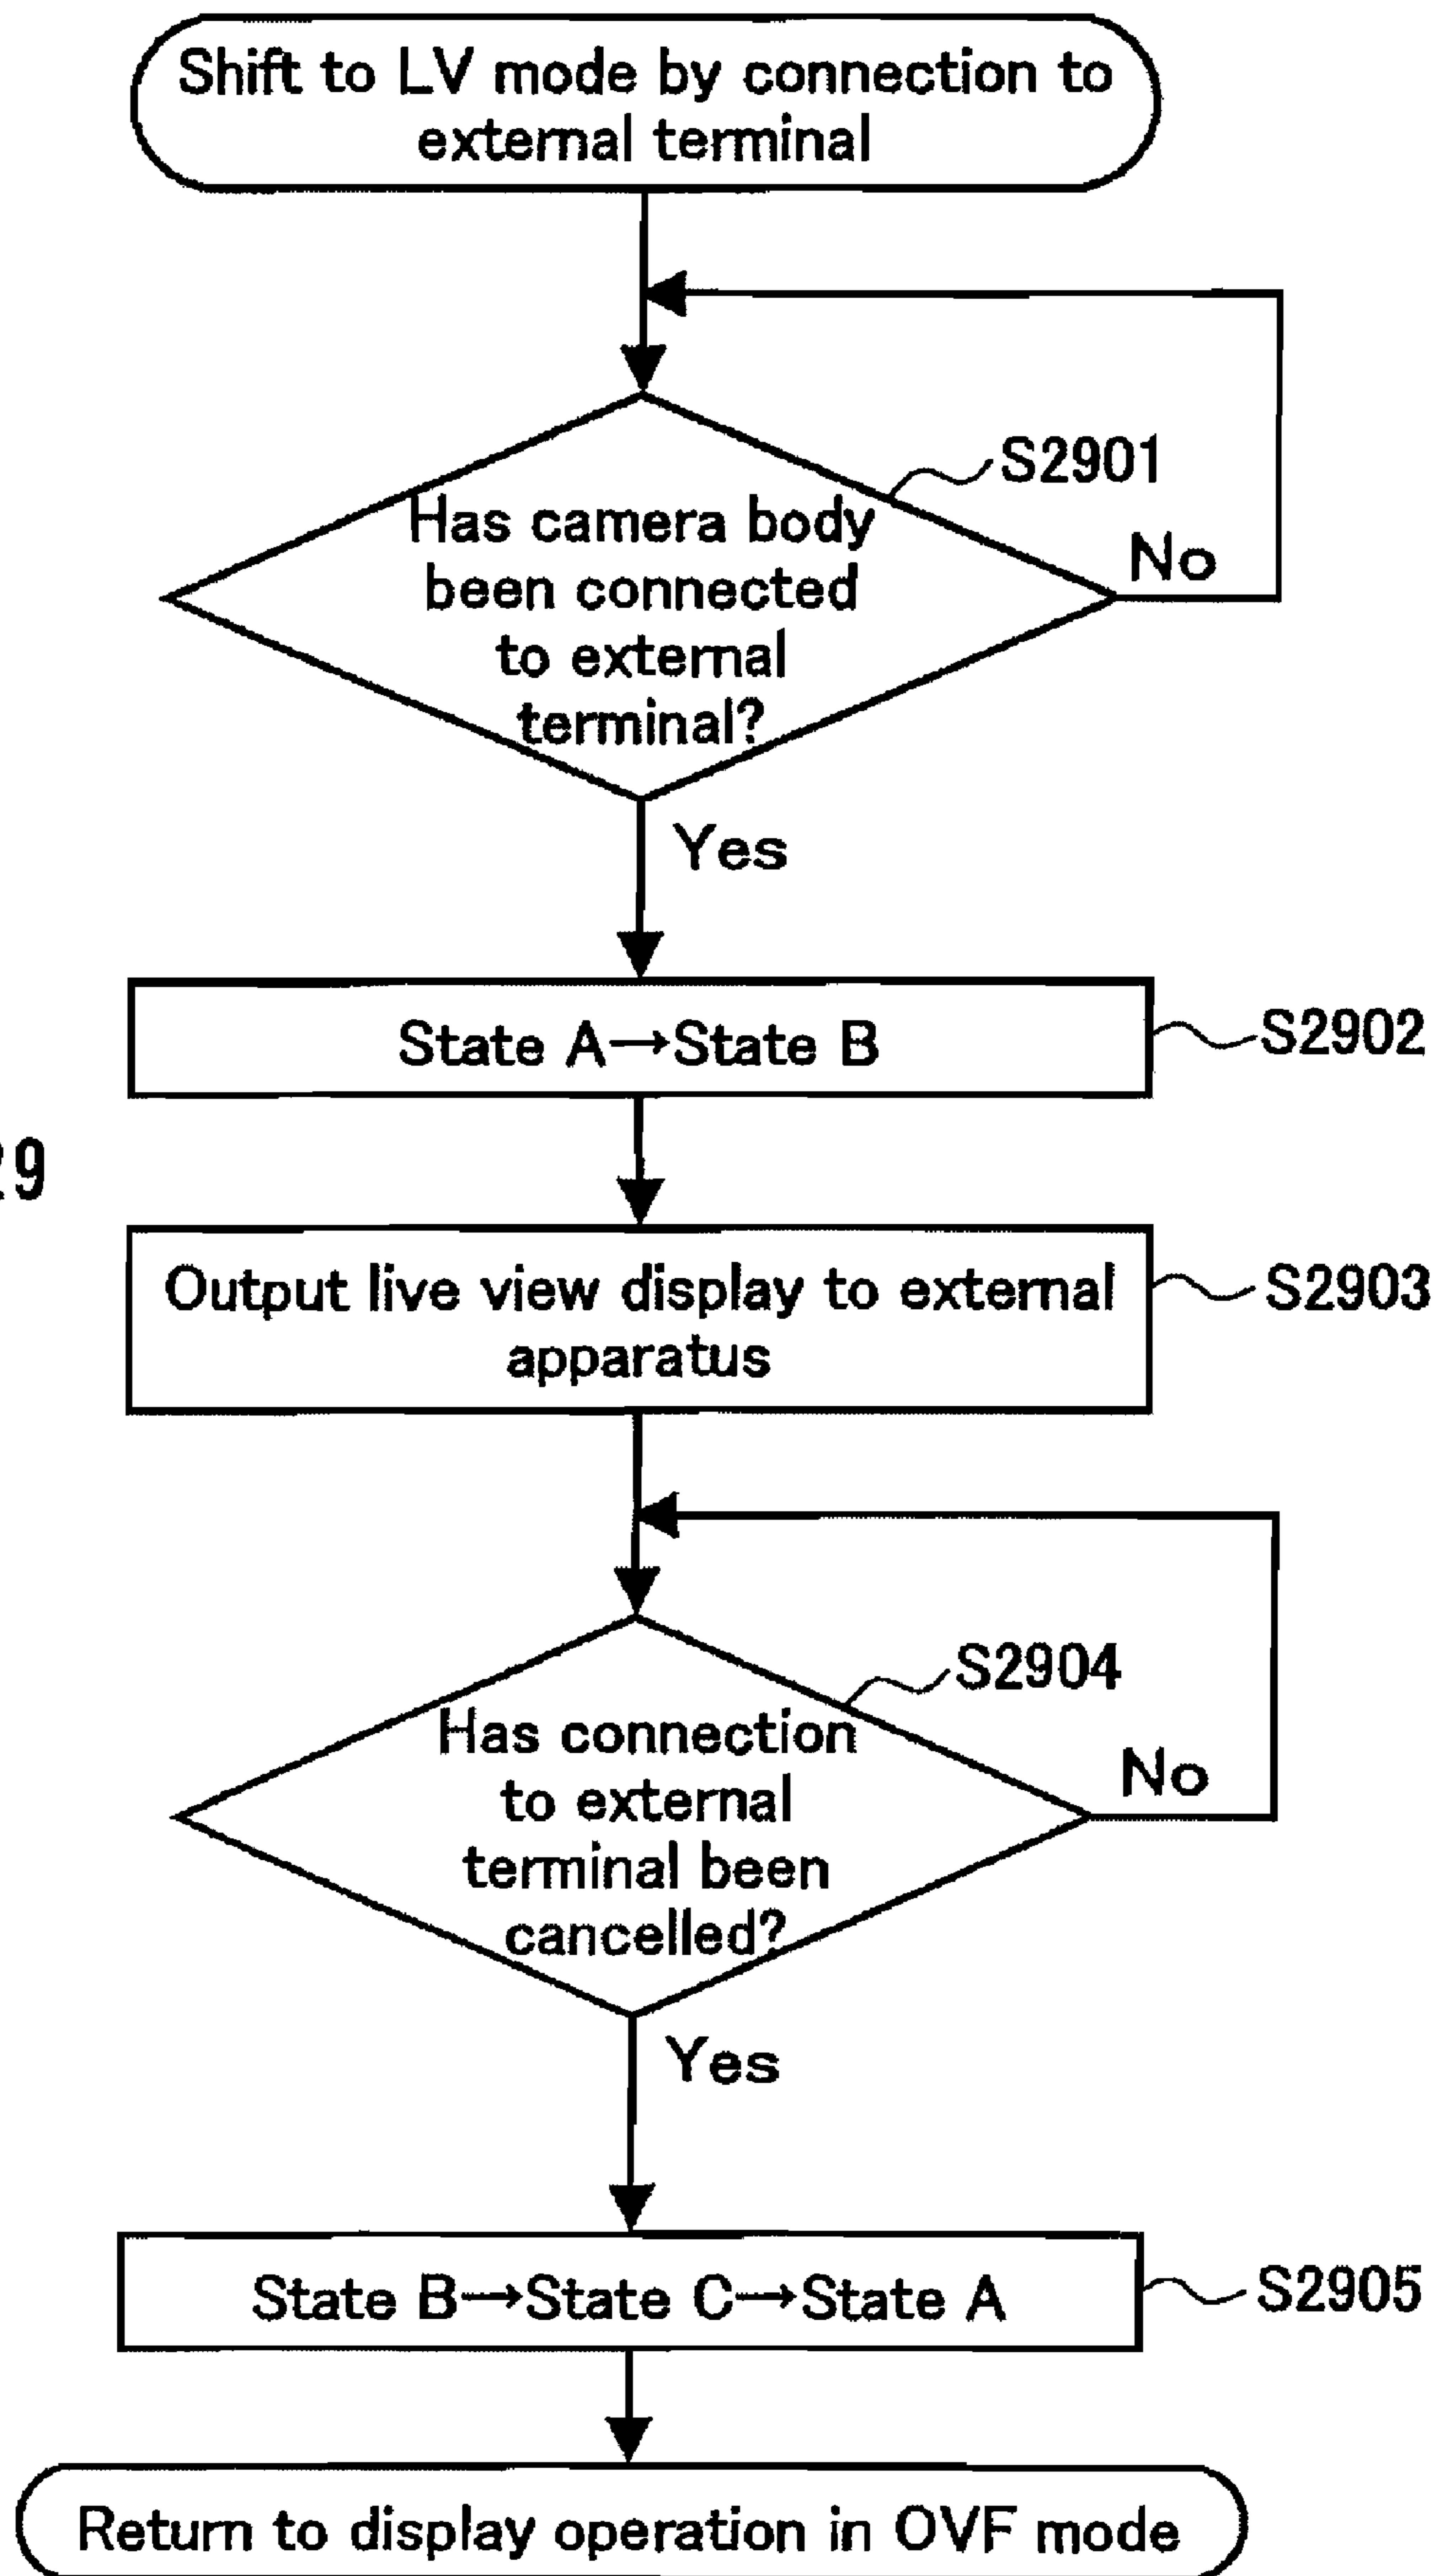 Shift to LV mode by connection to
external terminal
S2901
Has camera body
been connected
to external
terminal?
No
Yes
State A→State B
S2902
29
Output live view display to external
apparatus
S2903
S2904
Has connection
to external
terminal been
cancelled?
No
Yes
State B→State C→State A
S2905
Return to display operation in OVF mode